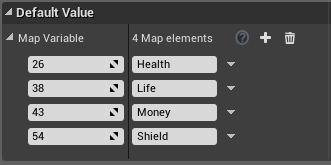 Default Value
Map Variable 4 Map elements
26 Health
38 Life
43 Money
54 Shield